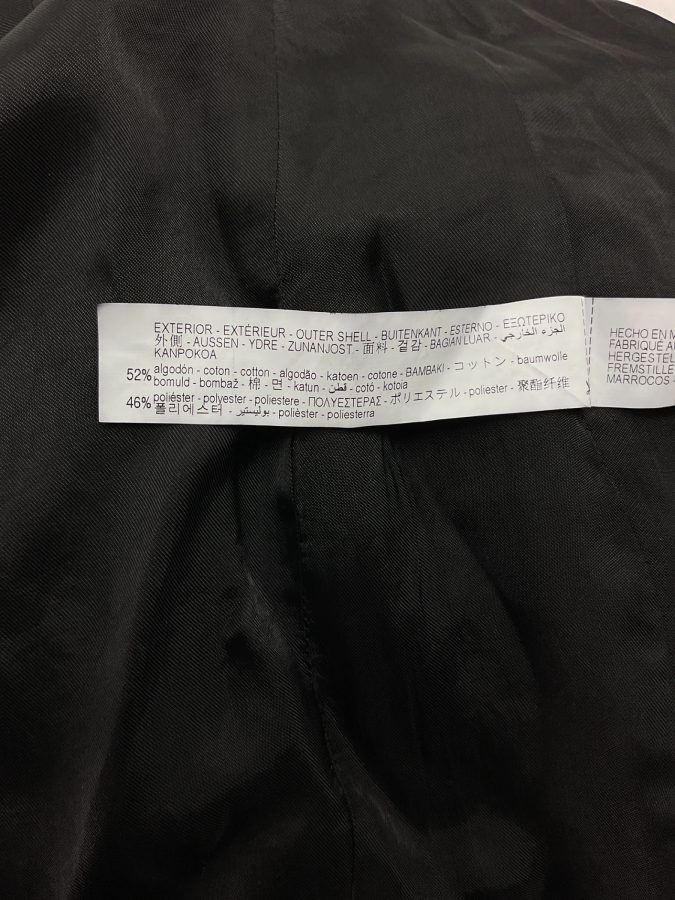 EXTERIOR - EXTÉRIEUR - OUTER SHELL - BUITENKANT - ESTERNO - ΕΞΩΤΕΡΙΚΟ
外側 - AUSSEN - YDRE - ZUNANJOST - 面料 - 겉감 - BAGIAN LUAR - الجزء الخارجي -
KANPOKOA
52% algodón - coton - cotton - algodão - katoen - cotone - BAMBAKI - コットン - baumwolle
bomuld - bombaž - 棉 - 면 - katun - قطن - cotó - kotoia
46% poliéster - polyester - poliestere - ΠΟΛΥΕΣΤΕΡΑΣ - ポリエステル - poliester - 聚酯纤维
폴리에스터 - بوليستير - polièster - poliesterra
HECHO EN M
FABRIQUÉ AU
HERGESTEL
FREMSTILLE
MARROCOS -